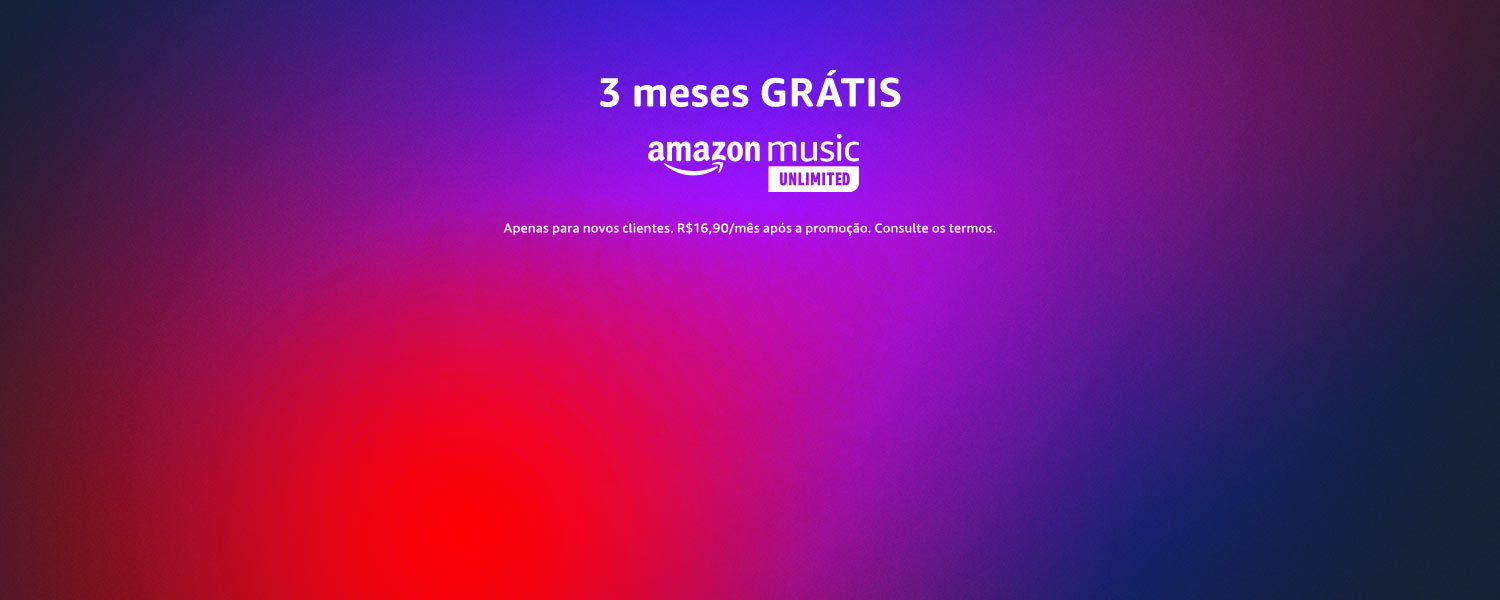 3 meses GRÁTIS
amazon music
UNLIMITED
Apenas para novos clientes. R$16,90/mês após a promoção. Consulte os termos.